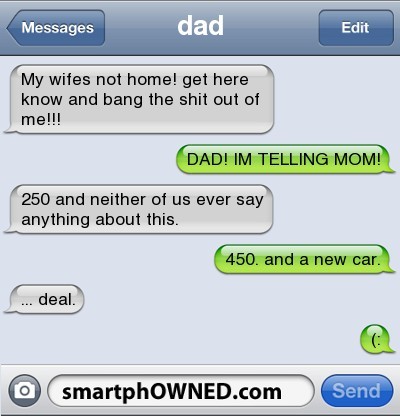 Messages
dad
Edit
My wifes not home! get here
know and bang the shit out of
me!!!
DAD! IM TELLING MOM!
250 and neither of us ever say
anything about this.
450. and a new car.
... deal.
(:
smartphOWNED.com
Send